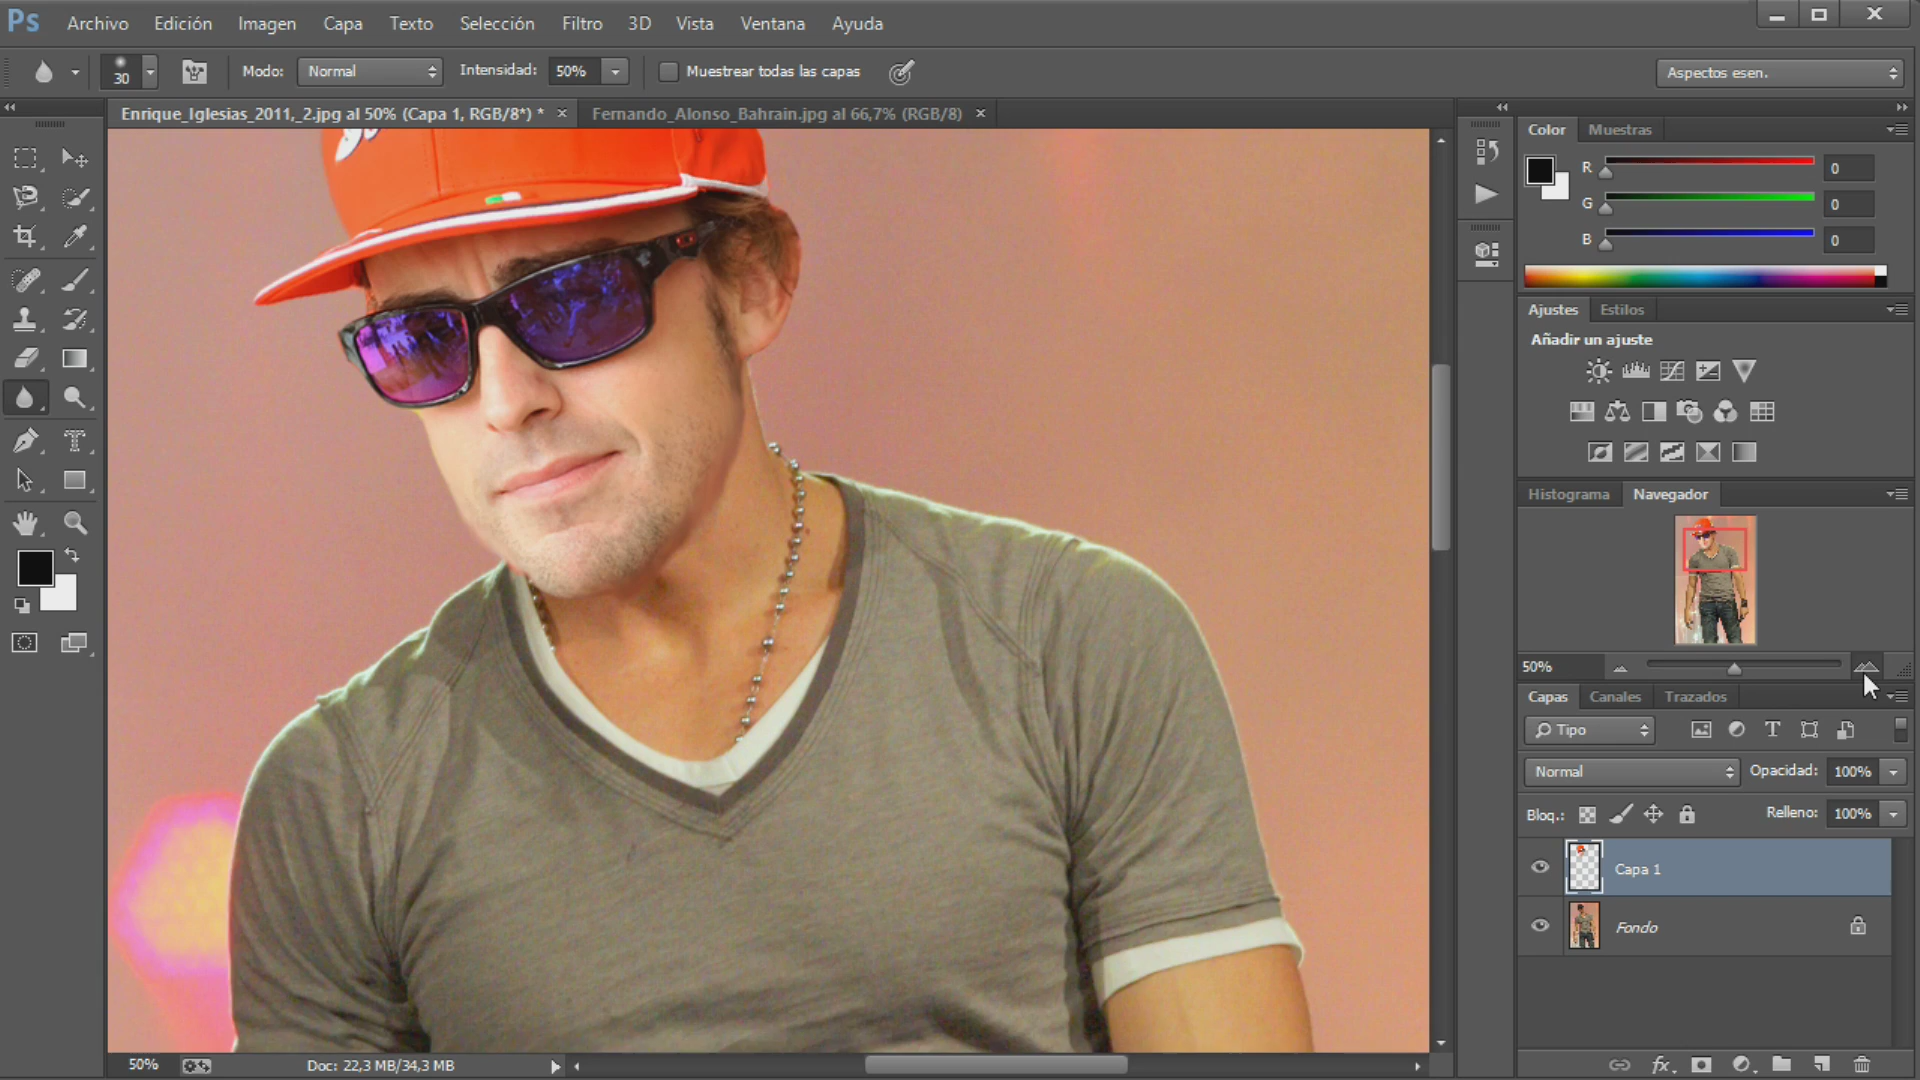 Ps Archivo Edición Imagen Capa Texto Selección Filtro 3D Vista Ventana Ayuda
30 Modo: Normal Intensidad: 50% Muestrear todas las capas Aspectos esen.
Enrique_Iglesias_2011,_2.jpg al 50% (Capa 1, RGB/8*) * × Fernando_Alonso_Bahrain.jpg al 66,7% (RGB/8) ×
Color Muestras
R 0
G 0
B 0
Ajustes Estilos
Añadir un ajuste
Histograma Navegador
50%
Capas Canales Trazados
Tipo
Normal Opacidad: 100%
Bloq.: Relleno: 100%
Capa 1
Fondo
50% Doc: 22,3 MB/34,3 MB
fx